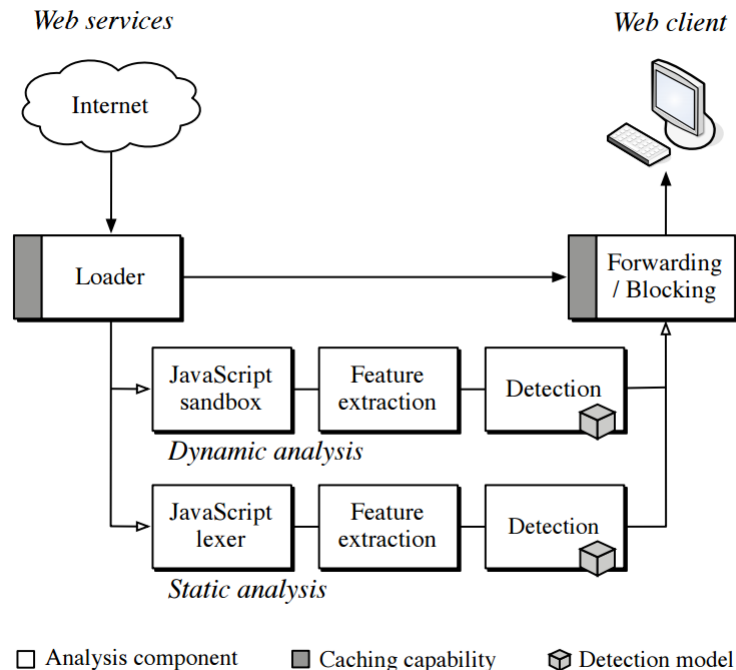 Web services
Web client
Internet
Loader
Forwarding
/ Blocking
JavaScript
sandbox
Feature
extraction
Detection
Dynamic analysis
JavaScript
lexer
Feature
extraction
Detection
Static analysis
Analysis component
Caching capability
Detection model